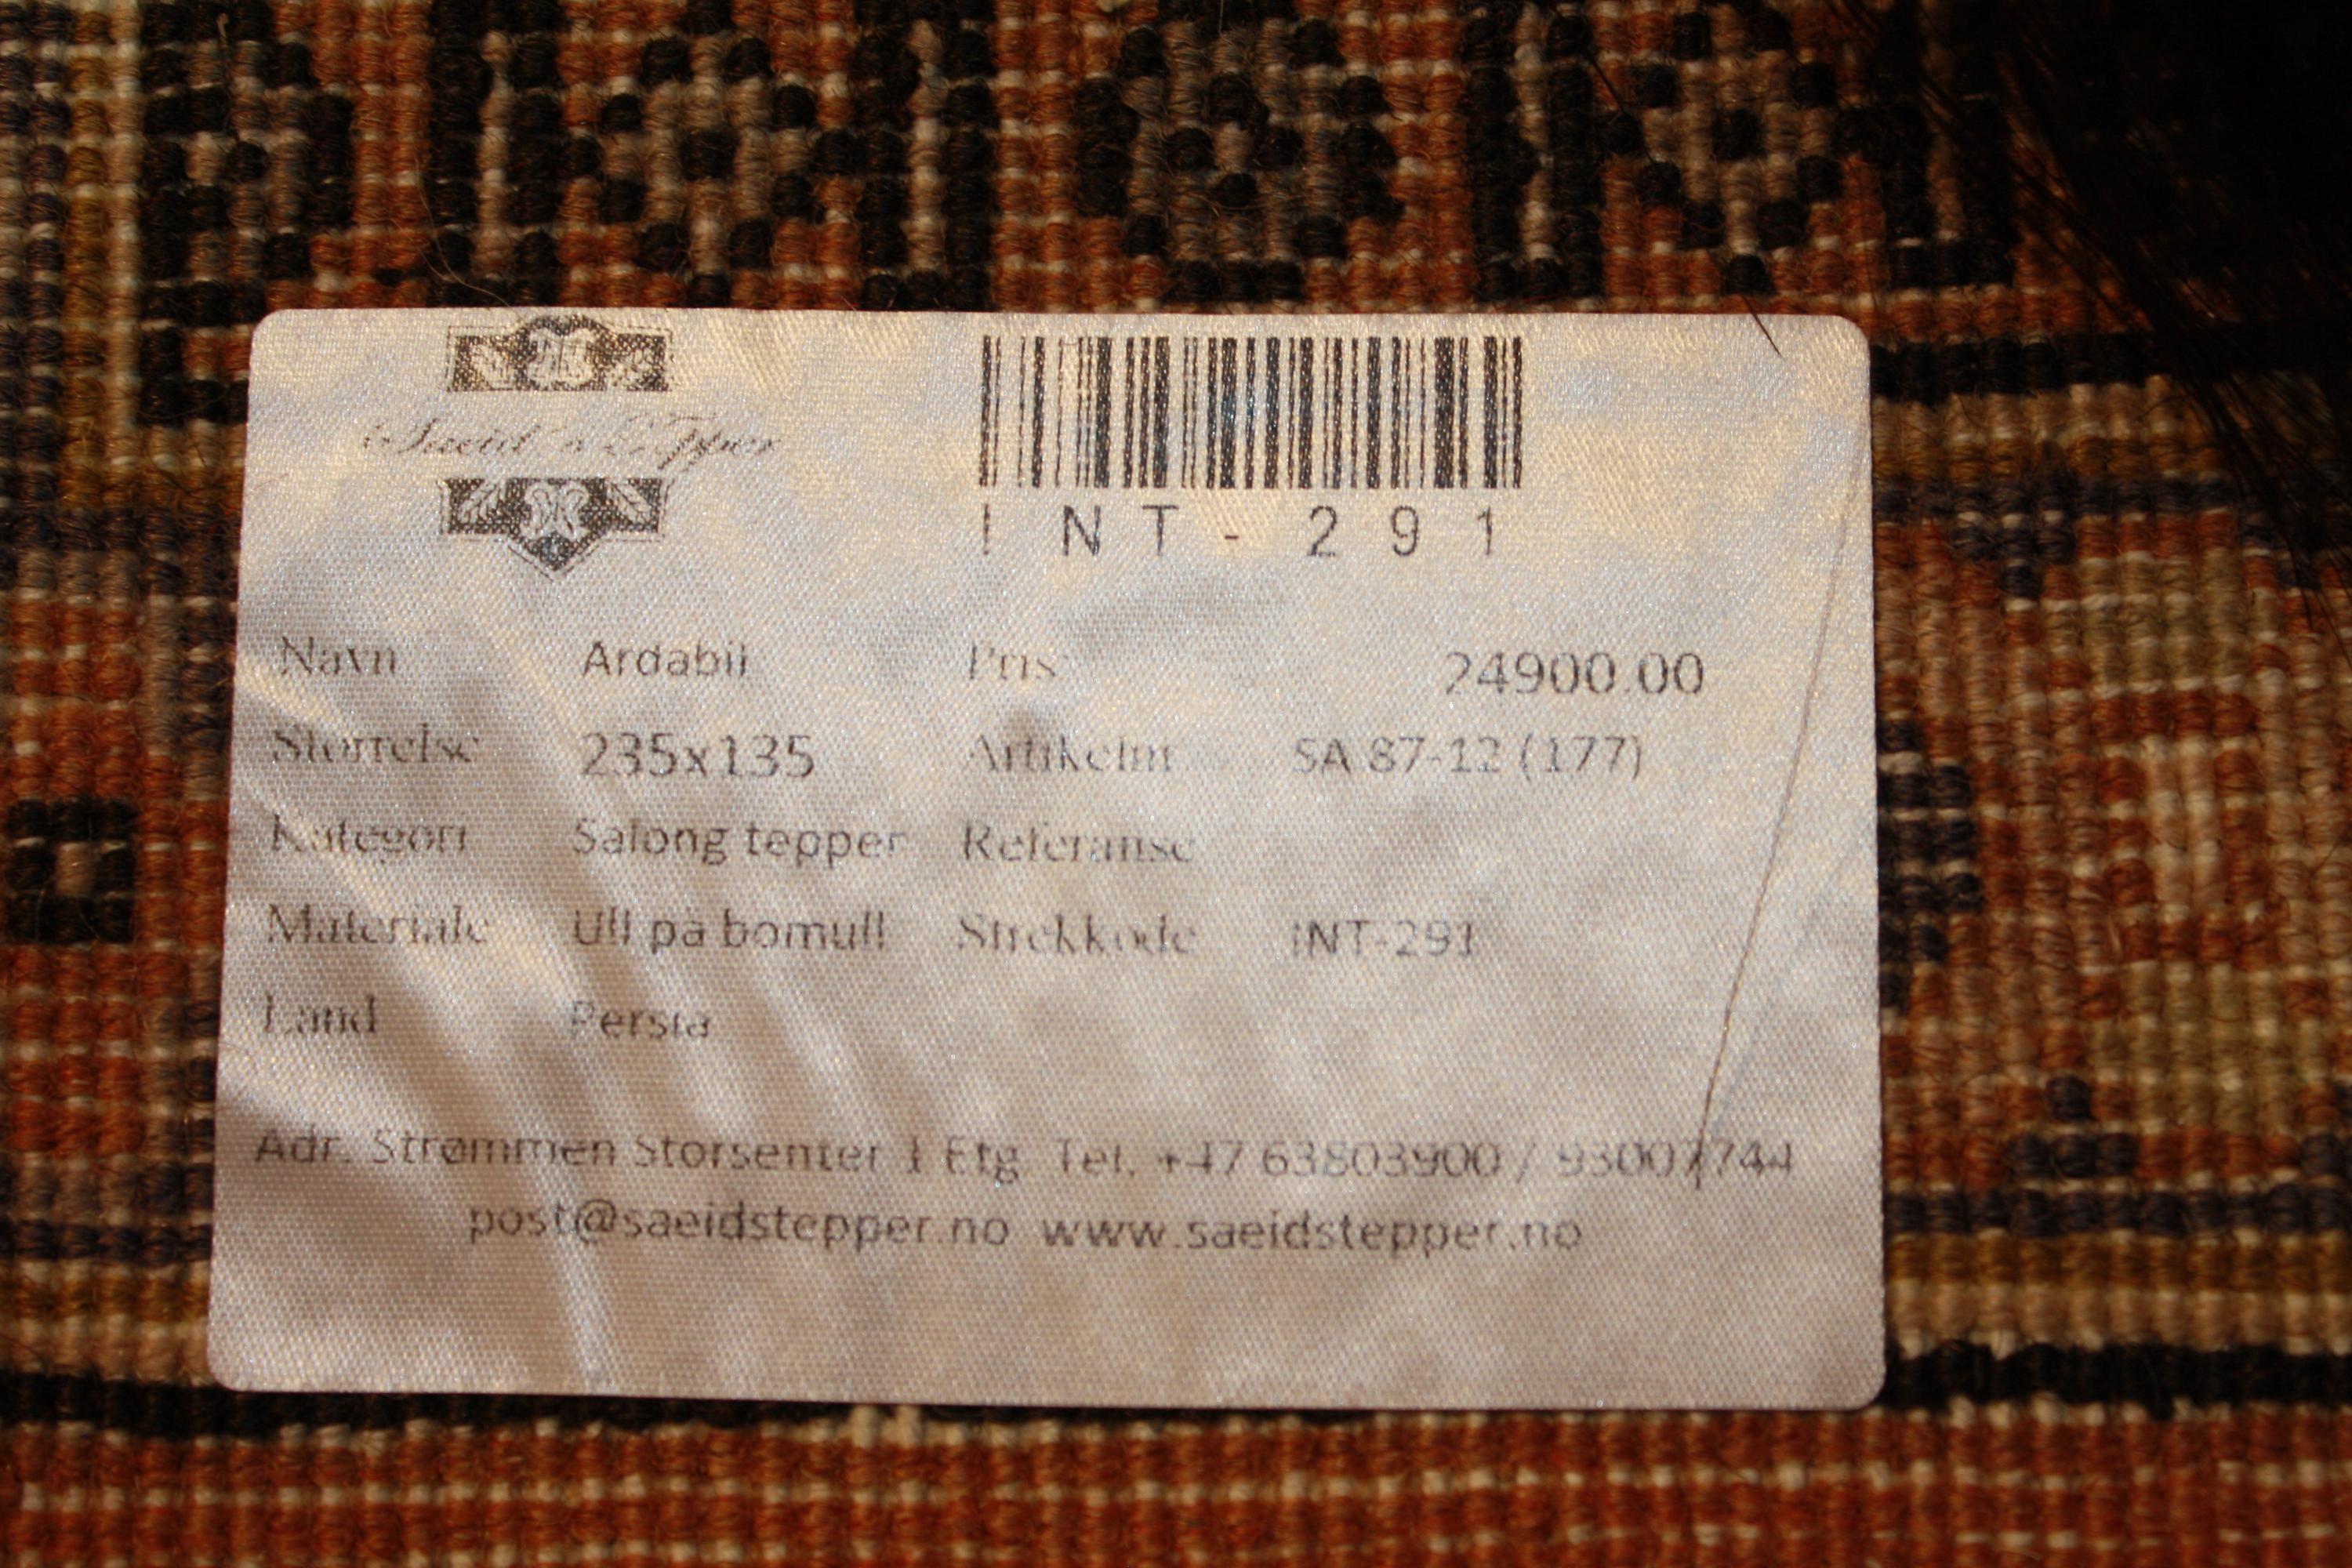 Saeid's Tepper
INT-291
Navn Ardabil Pris 24900.00
Størrelse 235x135 Artikelnr SA 87-12 (177)
Kategori Salong tepper Referanse
Materiale Ull på bomull Strekkode INT-291
Land Persia
Adr. Strømmen Storsenter 1 Etg Tel. +47 63803900 / 93007744
post@saeidstepper.no www.saeidstepper.no